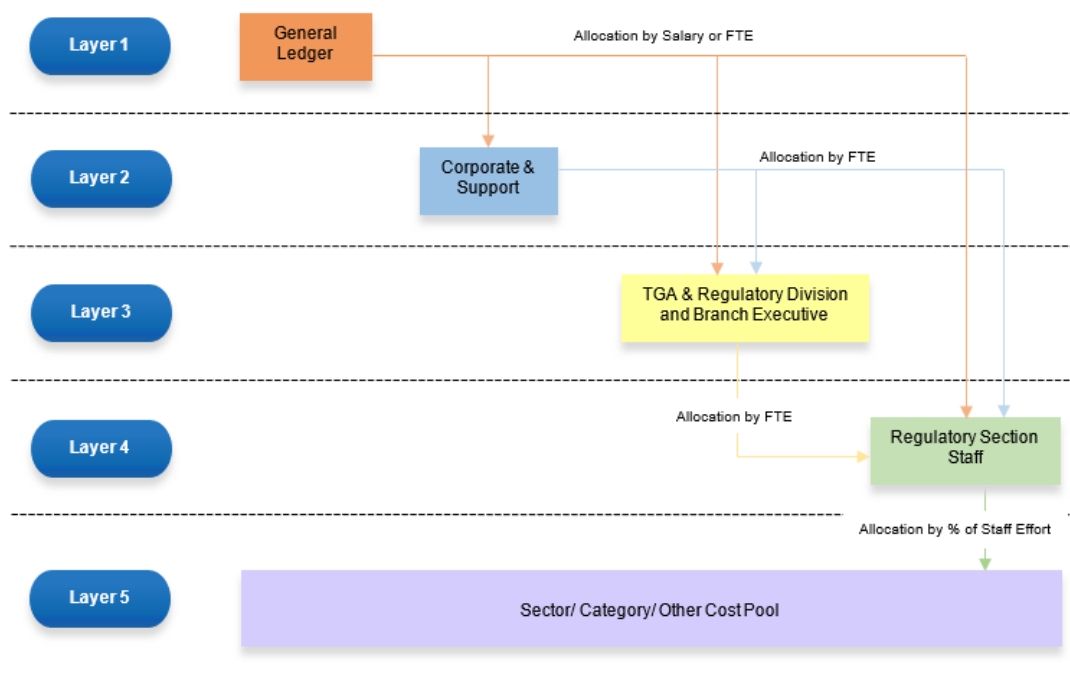 Layer 1
General
Ledger
Allocation by Salary or FTE
Layer 2
Corporate &
Support
Allocation by FTE
Layer 3
TGA & Regulatory Division
and Branch Executive
Allocation by FTE
Layer 4
Regulatory Section
Staff
Allocation by % of Staff Effort
Layer 5
Sector/ Category/ Other Cost Pool